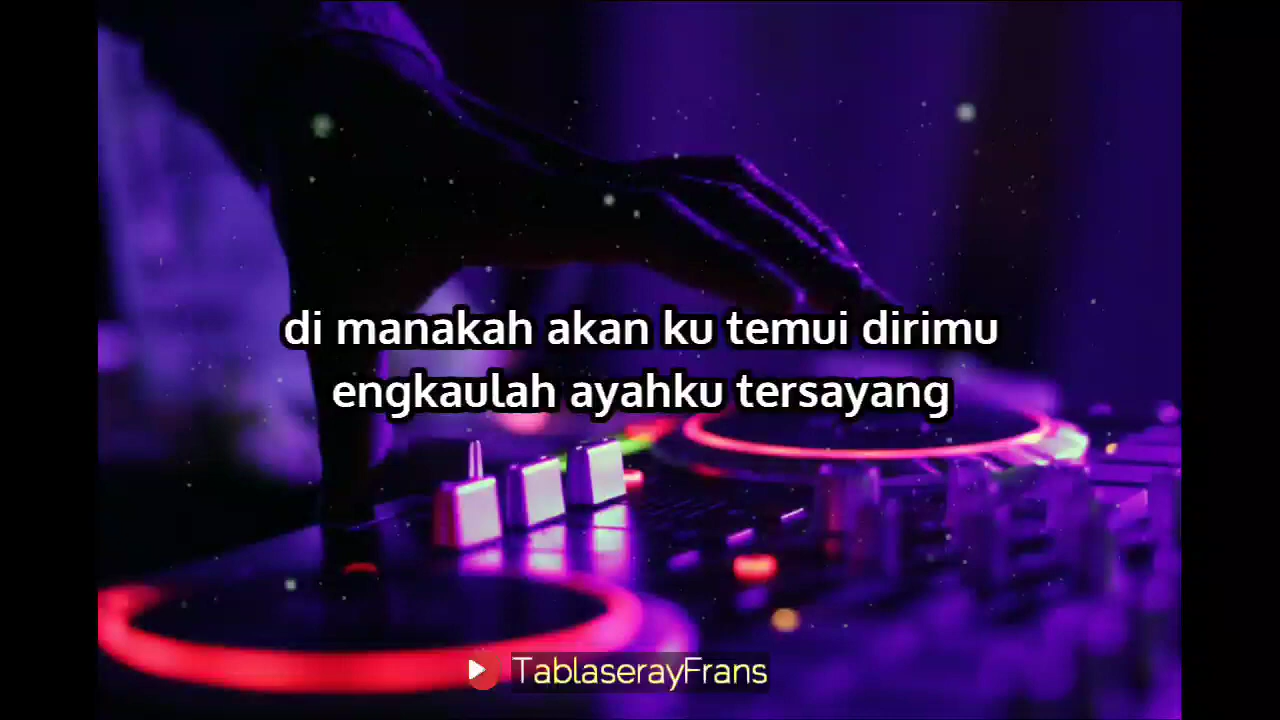 di manakah akan ku temui dirimu
engkaulah ayahku tersayang
TablaserayFrans